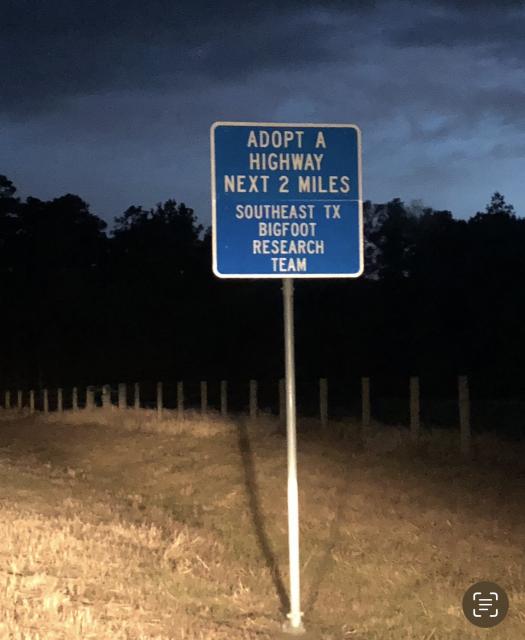 ADOPT A
HIGHWAY
NEXT 2 MILES
SOUTHEAST TX
BIGFOOT
RESEARCH
TEAM